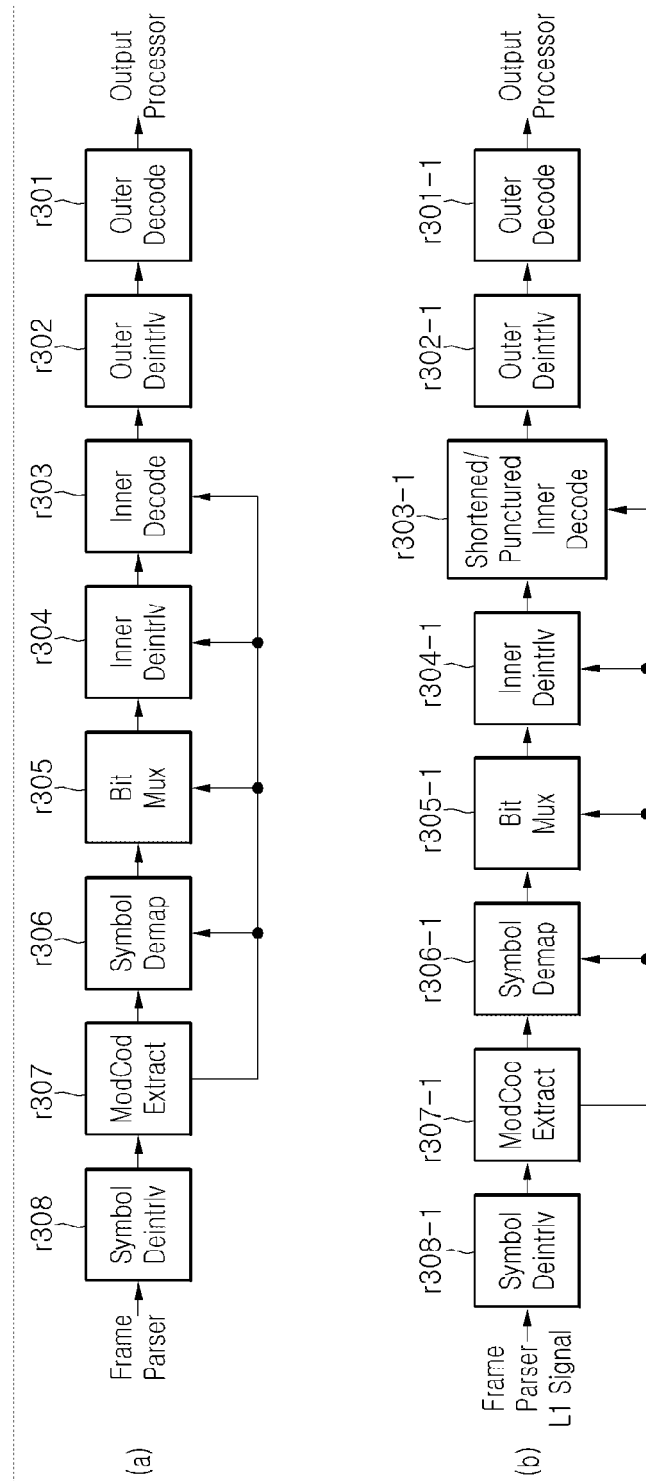 (a)
Frame
Parser
r308
Symbol
Deintrlv
r307
ModCod
Extract
r306
Symbol
Demap
r305
Bit
Mux
r304
Inner
Deintrlv
r303
Inner
Decode
r302
Outer
Deintrlv
r301
Outer
Decode
Output
Processor
(b)
Frame
Parser
L1 Signal
r308-1
Symbol
Deintrlv
r307-1
ModCoc
Extract
r306-1
Symbol
Demap
r305-1
Bit
Mux
r304-1
Inner
Deintrlv
r303-1
Shortened/
Punctured
Inner
Decode
r302-1
Outer
Deintrlv
r301-1
Outer
Decode
Output
Processor